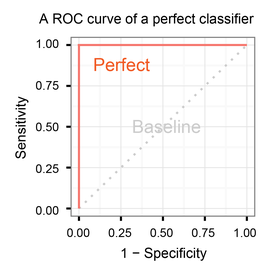 A ROC curve of a perfect classifier
1.00
Perfect
0.75
Baseline
0.50
0.25
0.00
Sensitivity
0.00 0.25 0.50 0.75 1.00
1 − Specificity